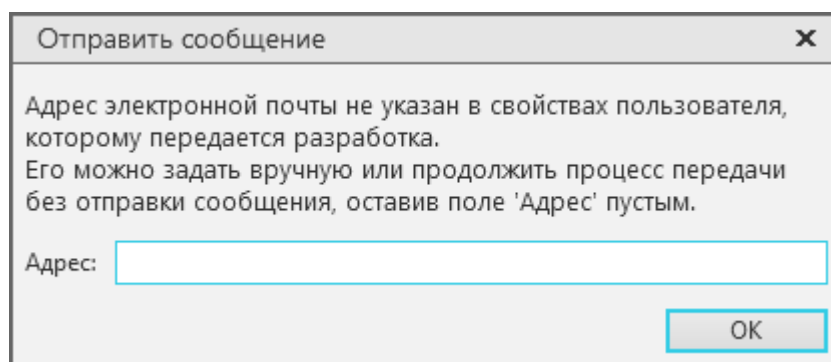 Отправить сообщение
Адрес электронной почты не указан в свойствах пользователя,
которому передается разработка.
Его можно задать вручную или продолжить процесс передачи
без отправки сообщения, оставив поле 'Адрес' пустым.
Адрес:
ОК